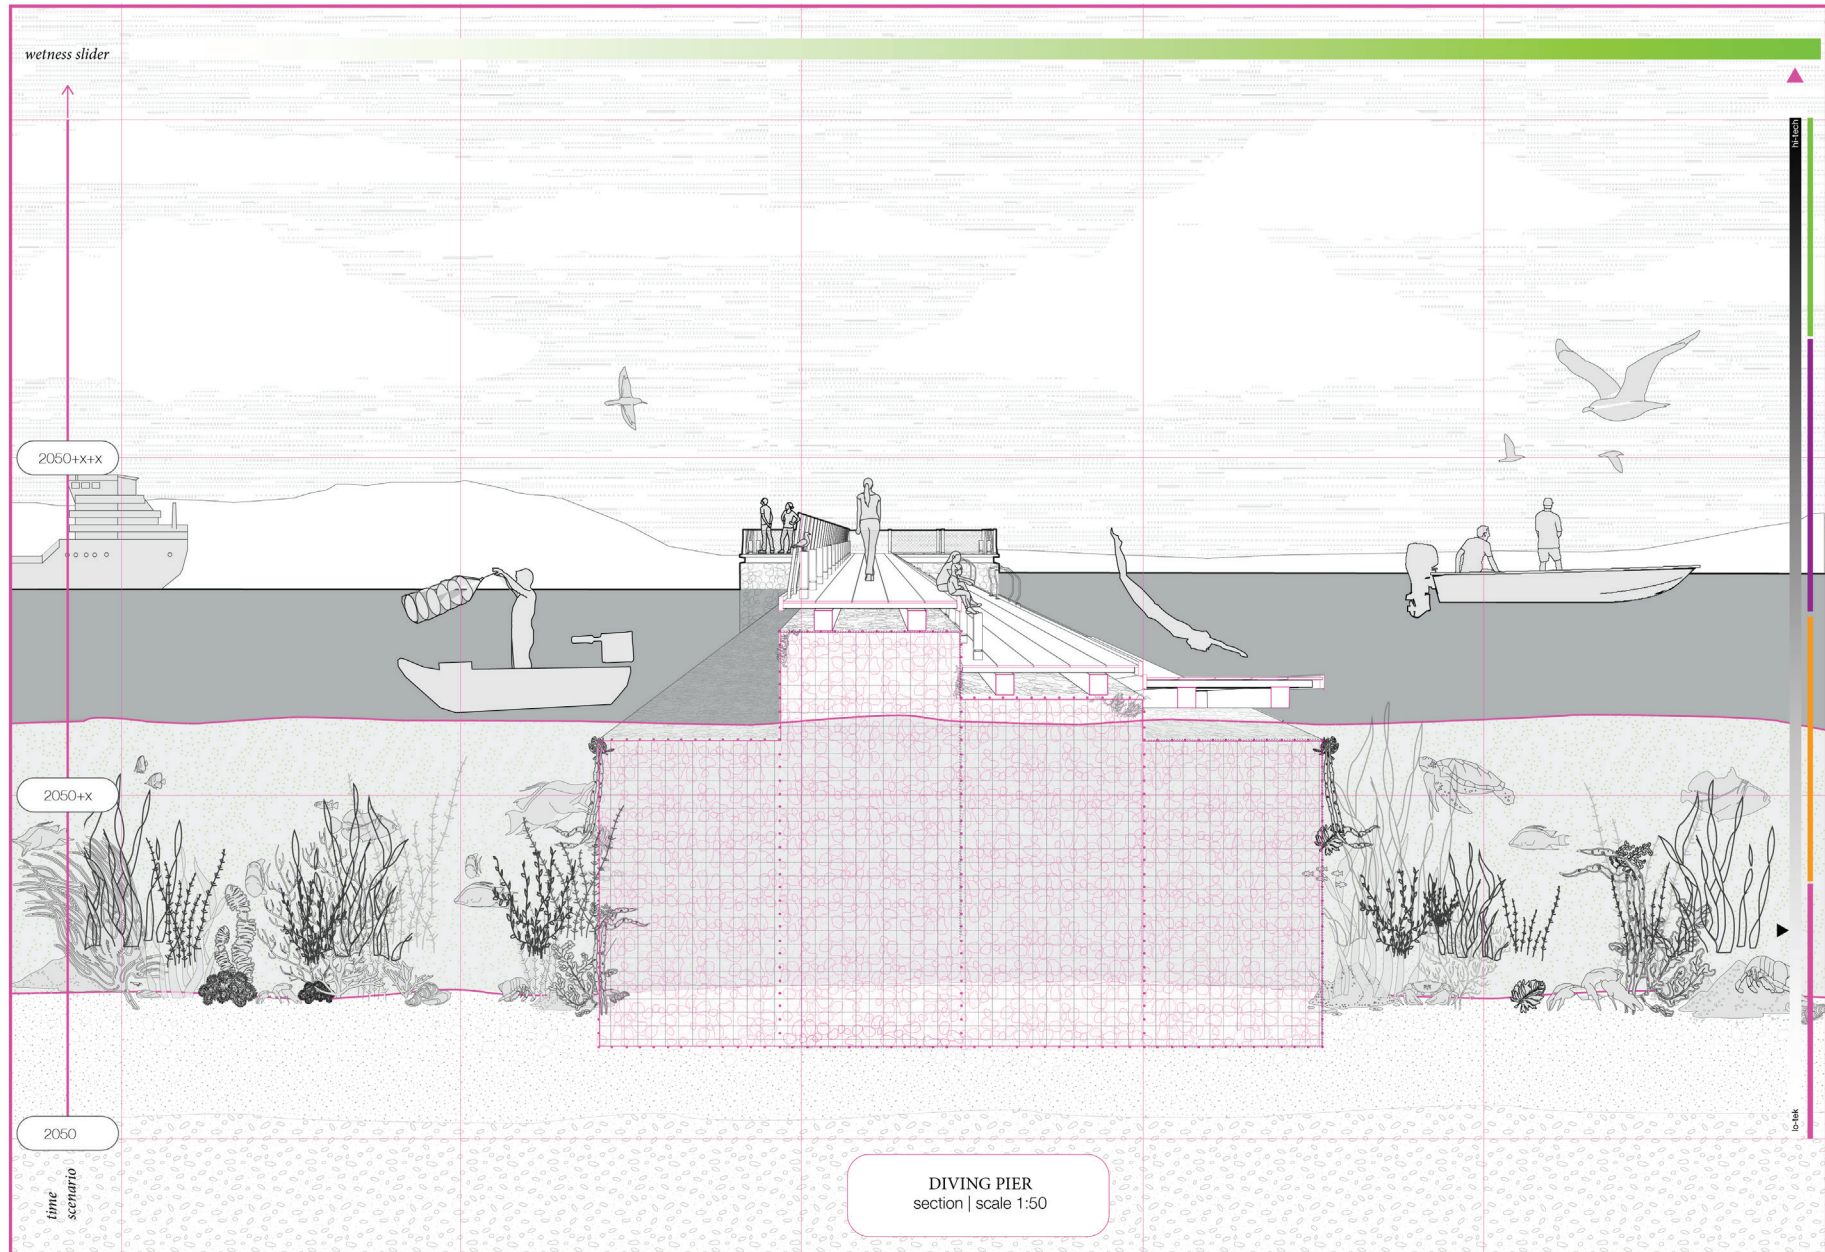 wetness slider
hi-tech
2050+x+x
2050+x
2050
lo-tek
time
scenario
DIVING PIER
section | scale 1:50